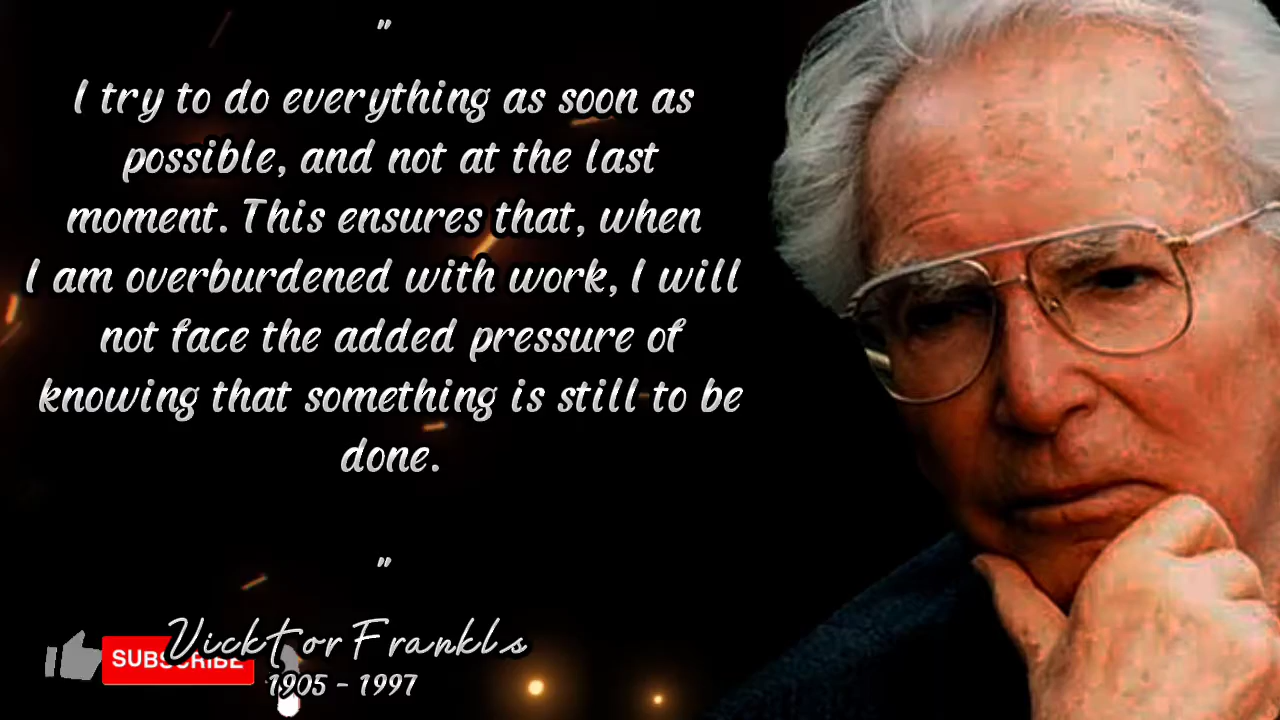 "
I try to do everything as soon as
possible, and not at the last
moment. This ensures that, when
I am overburdened with work, I will
not face the added pressure of
knowing that something is still to be
done.
"
Vicktor Frankls
SUBSCRIBE
1905 - 1997